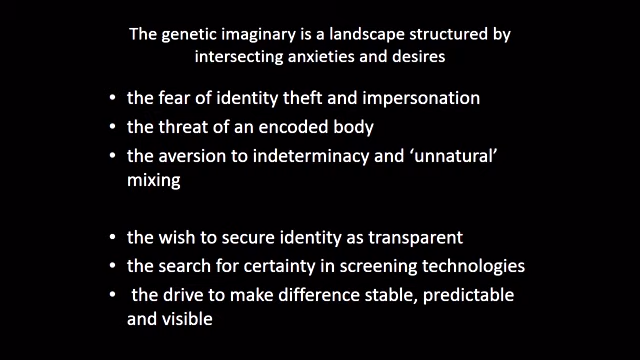 The genetic imaginary is a landscape structured by
intersecting anxieties and desires
• the fear of identity theft and impersonation
• the threat of an encoded body
• the aversion to indeterminacy and ‘unnatural’
mixing
• the wish to secure identity as transparent
• the search for certainty in screening technologies
• the drive to make difference stable, predictable
and visible